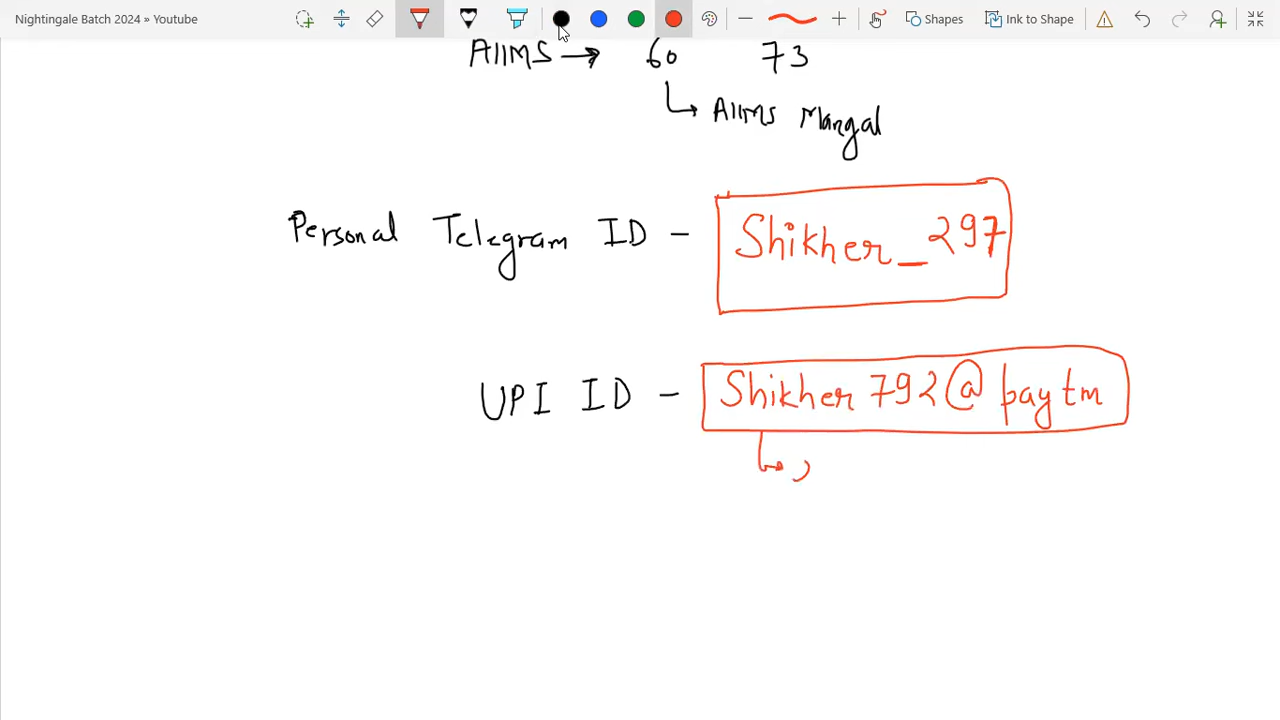 Nightingale Batch 2024 » Youtube
Shapes
Ink to Shape
AIIMS → 60 73
AIIMS Mangal
Personal Telegram ID - Shikher_297
UPI ID - Shikher792@paytm